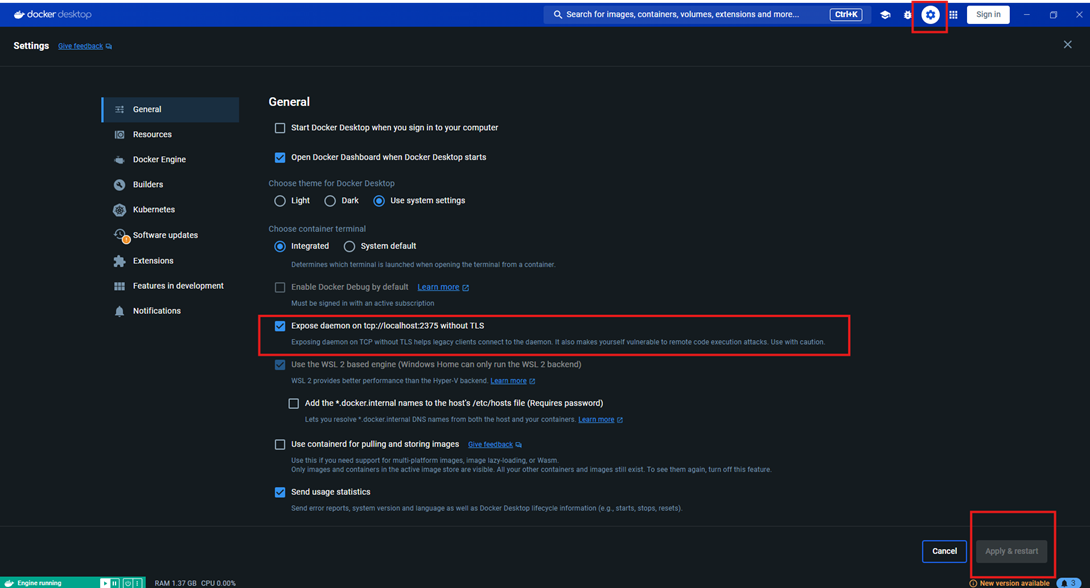 docker desktop
Search for images, containers, volumes, extensions and more...
Ctrl+K
Sign in
Settings
Give feedback
General
Resources
Docker Engine
Builders
Kubernetes
Software updates
Extensions
Features in development
Notifications
General
Start Docker Desktop when you sign in to your computer
Open Docker Dashboard when Docker Desktop starts
Choose theme for Docker Desktop
Light
Dark
Use system settings
Choose container terminal
Integrated
System default
Determines which terminal is launched when opening the terminal from a container.
Enable Docker Debug by default
Learn more
Must be signed in with an active subscription
Expose daemon on tcp://localhost:2375 without TLS
Exposing daemon on TCP without TLS helps legacy clients connect to the daemon. It also makes yourself vulnerable to remote code execution attacks. Use with caution.
Use the WSL 2 based engine (Windows Home can only run the WSL 2 backend)
WSL 2 provides better performance than the Hyper-V backend. Learn more
Add the *.docker.internal names to the host's /etc/hosts file (Requires password)
Lets you resolve *.docker.internal DNS names from both the host and your containers. Learn more
Use containerd for pulling and storing images
Give feedback
Use this if you need support for multi-platform images, image lazy-loading, or Wasm.
Only images and containers in the active image store are visible. All your other containers and images still exist. To see them again, turn off this feature.
Send usage statistics
Send error reports, system version and language as well as Docker Desktop lifecycle information (e.g., starts, stops, resets).
Cancel
Apply & restart
Engine running
RAM 1.37 GB CPU 0.00%
New version available
3